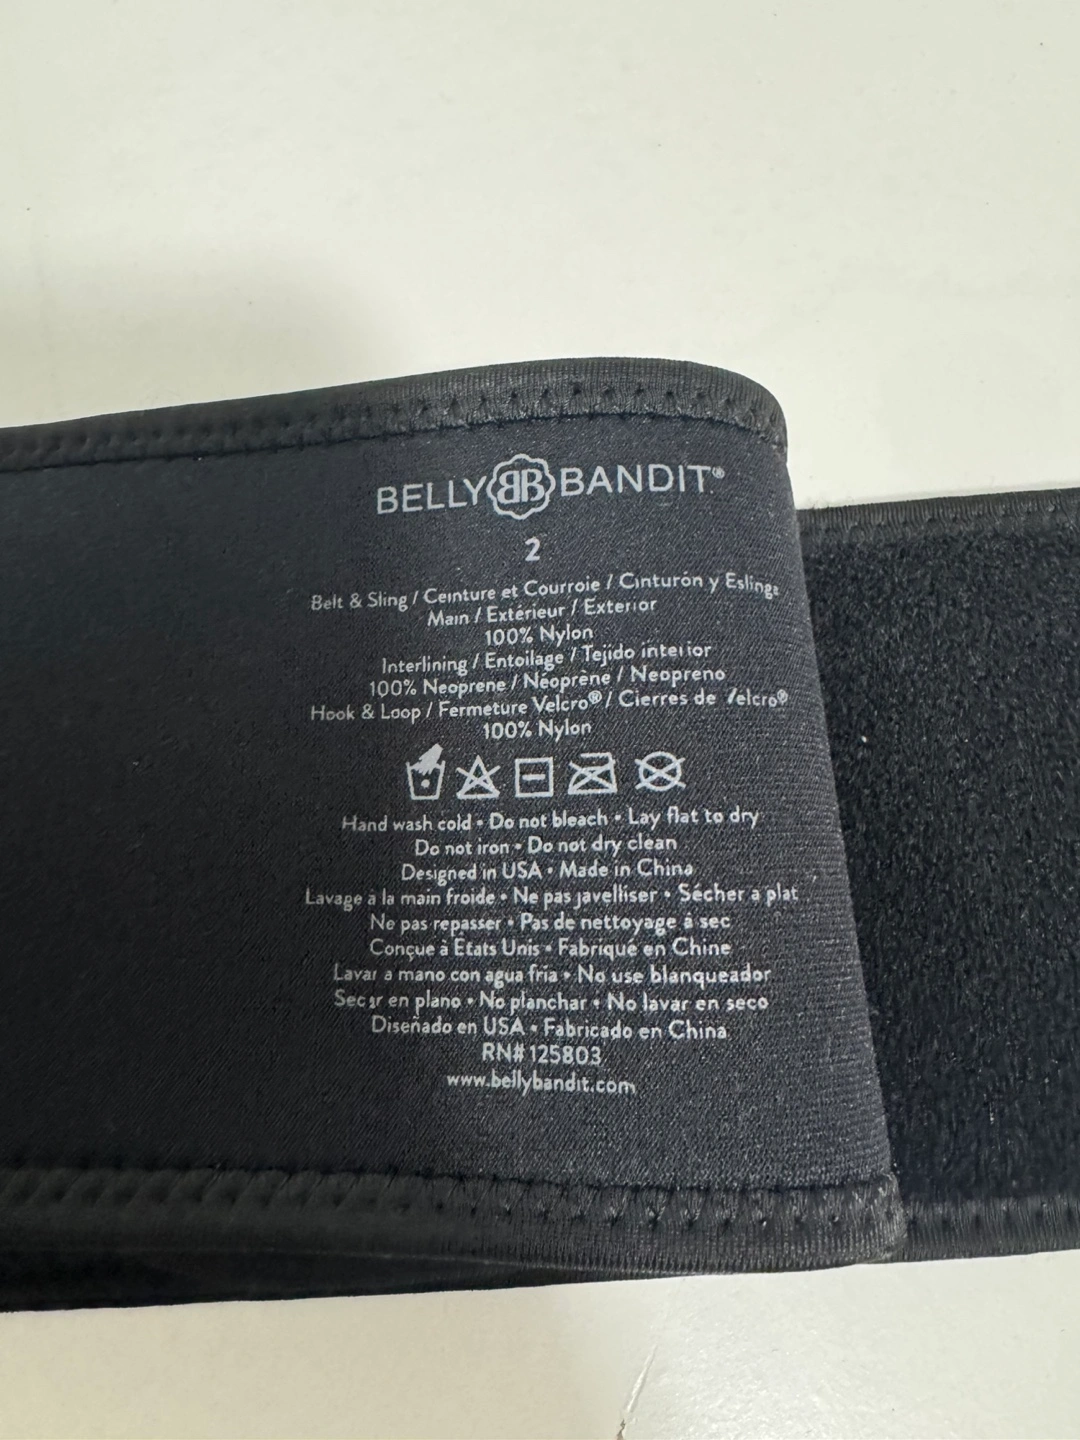 BELLY BB BANDIT®
2
Belt & Sling / Ceinture et Courroie / Cinturón y Eslinga
Main / Extérieur / Exterior
100% Nylon
Interlining / Entoilage / Tejido interior
100% Neoprene / Néoprene / Neopreno
Hook & Loop / Fermeture Velcro® / Cierres de Velcro®
100% Nylon
Hand wash cold • Do not bleach • Lay flat to dry
Do not iron • Do not dry clean
Designed in USA • Made in China
Lavage à la main froide • Ne pas javelliser • Sécher à plat
Ne pas repasser • Pas de nettoyage à sec
Conçue à États Unis • Fabriqué en Chine
Lavar a mano con agua fria • No use blanqueador
Secar en plano • No planchar • No lavar en seco
Diseñado en USA • Fabricado en China
RN# 125803
www.bellybandit.com